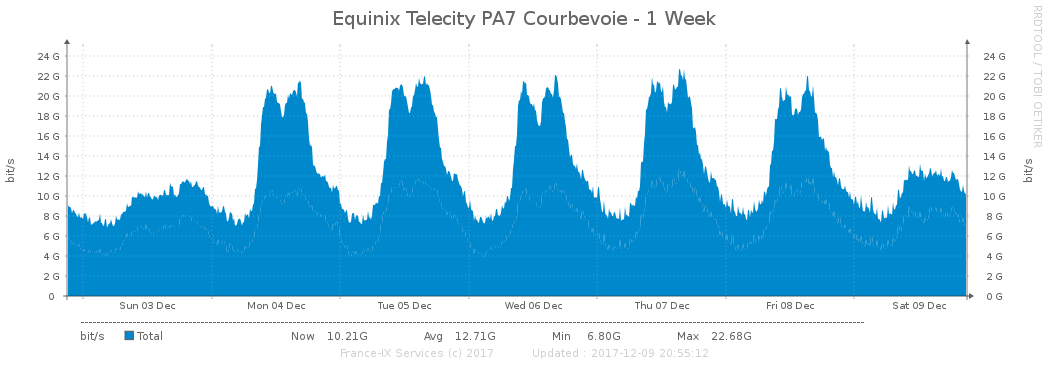 Equinix Telecity PA7 Courbevoie - 1 Week
RRDTOOL / TOBI OETIKER
bit/s
24 G
22 G
20 G
18 G
16 G
14 G
12 G
10 G
8 G
6 G
4 G
2 G
0
24 G
22 G
20 G
18 G
16 G
14 G
12 G
10 G
8 G
6 G
4 G
2 G
0 G
bit/s
Sun 03 Dec Mon 04 Dec Tue 05 Dec Wed 06 Dec Thu 07 Dec Fri 08 Dec Sat 09 Dec
bit/s Total Now 10.21G Avg 12.71G Min 6.80G Max 22.68G
France-IX Services (c) 2017 Updated : 2017-12-09 20:55:12